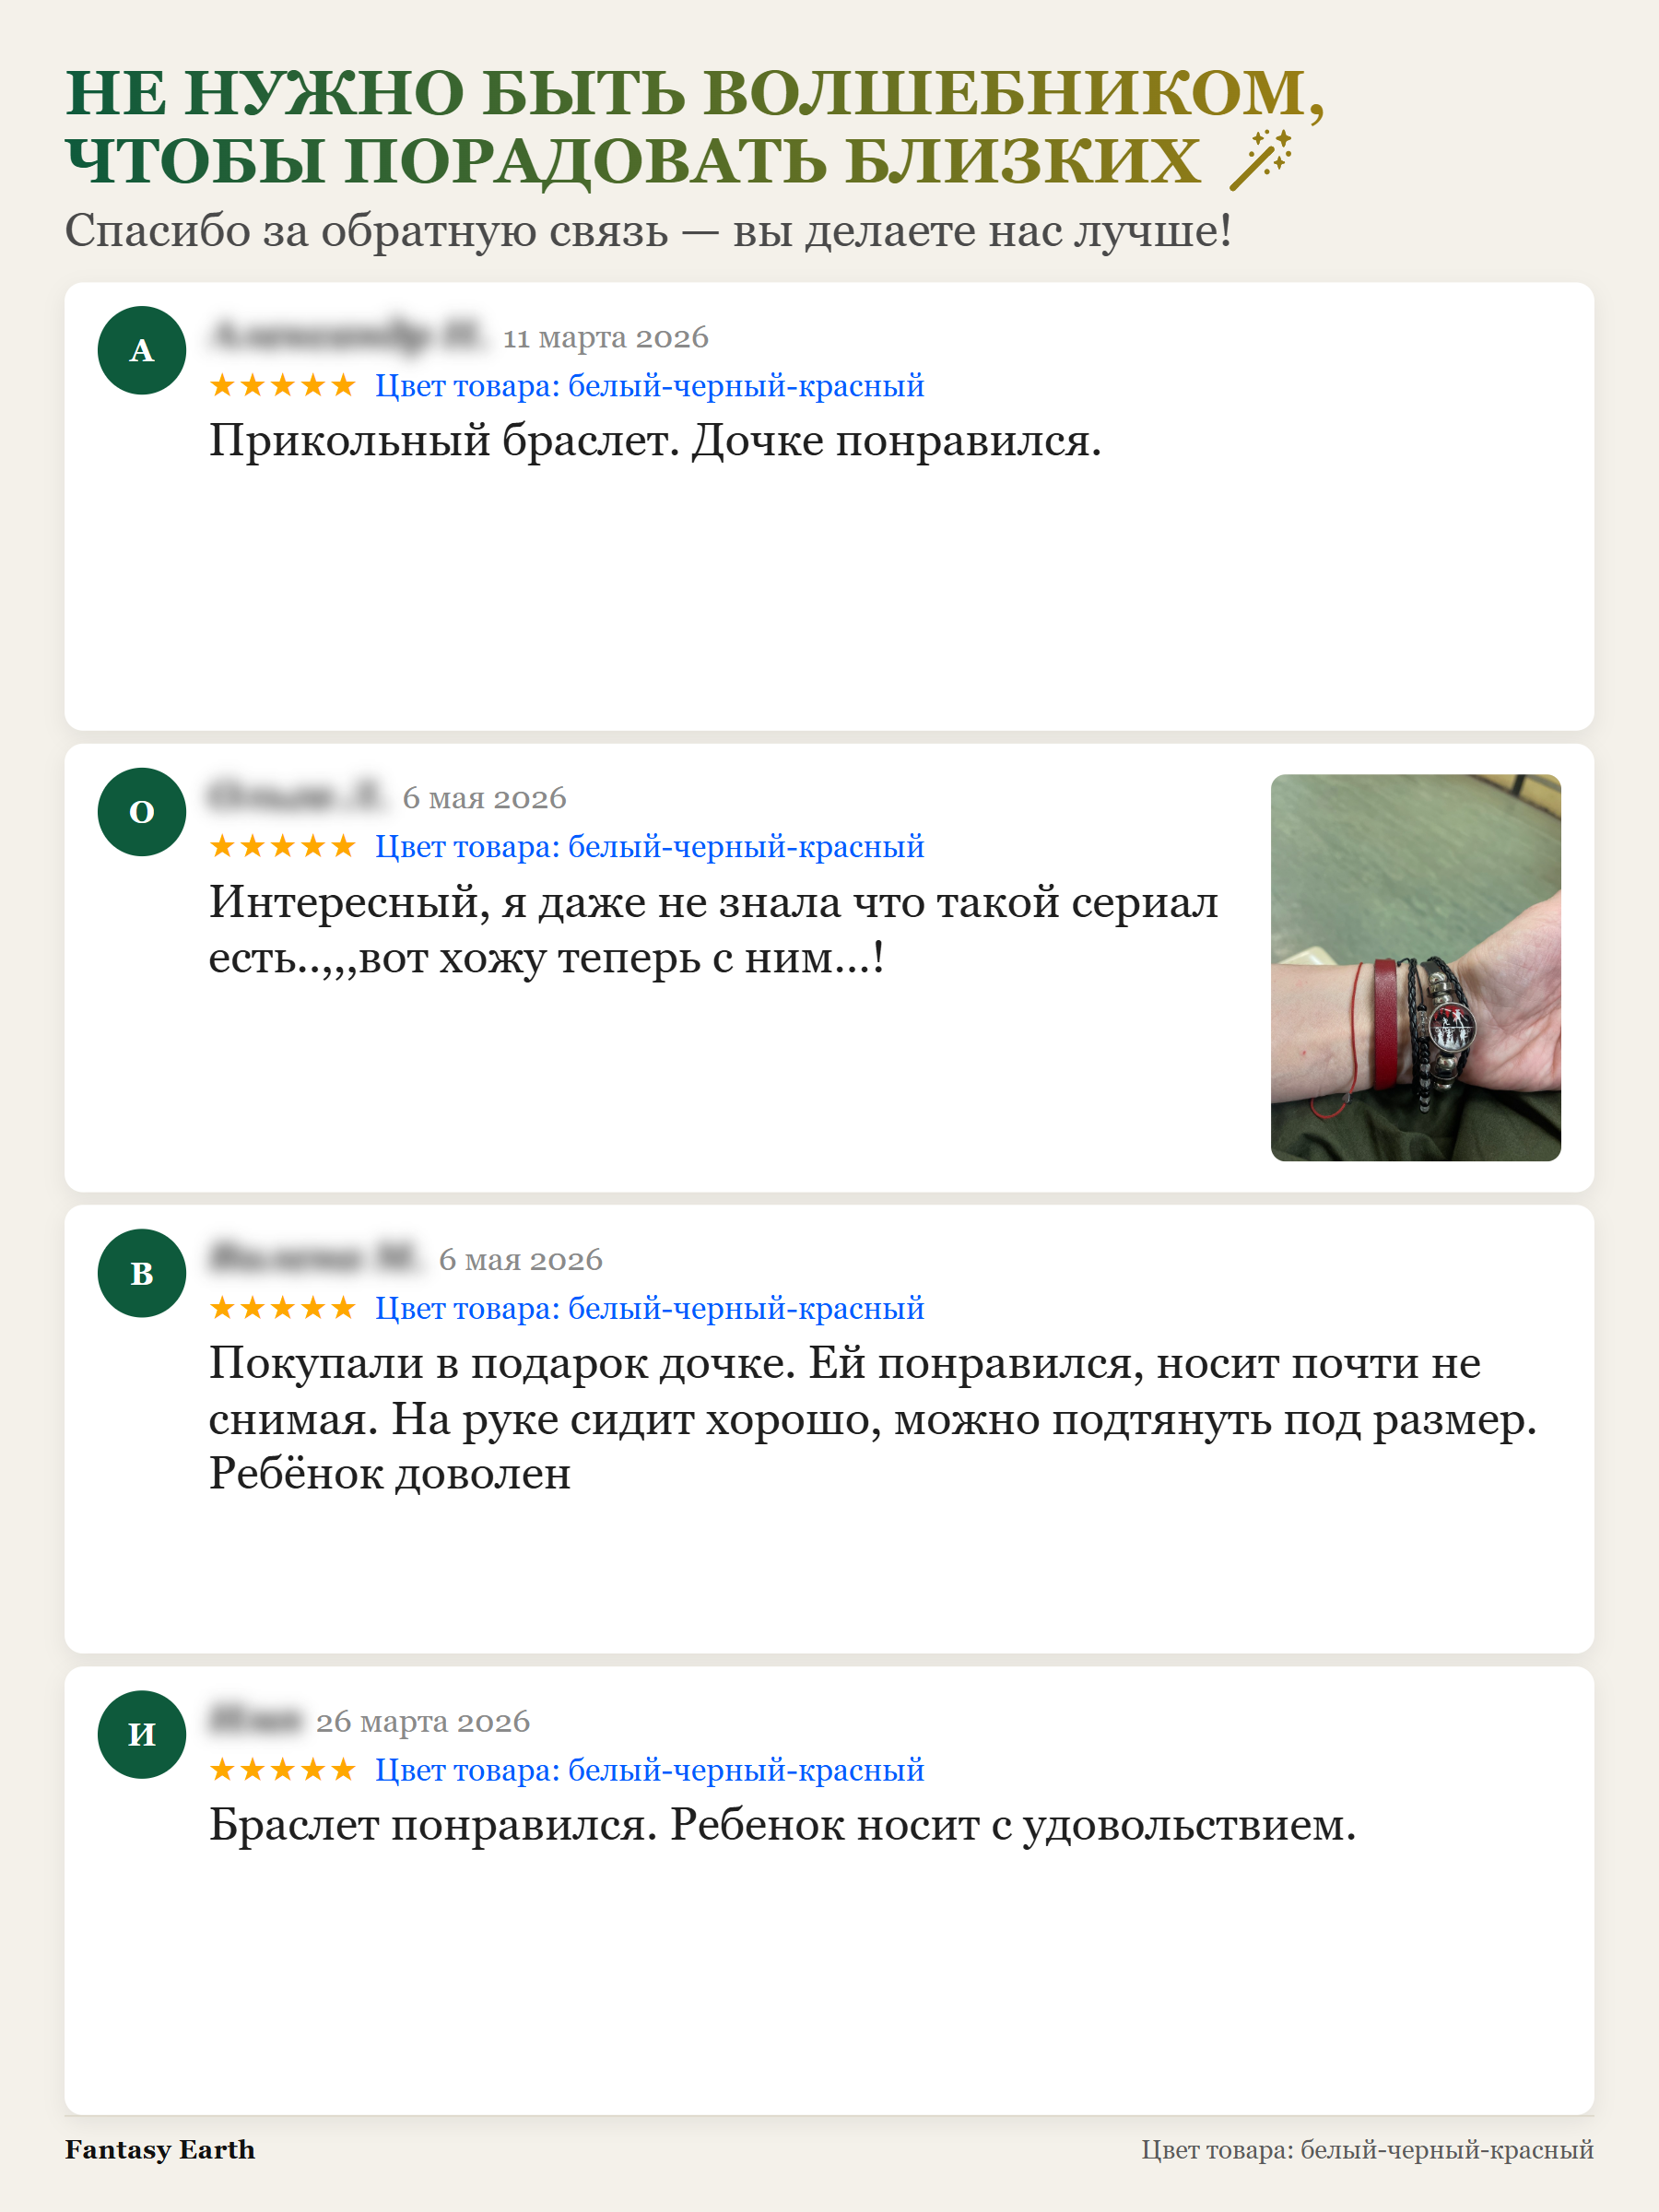 НЕ НУЖНО БЫТЬ ВОЛШЕБНИКОМ,
ЧТОБЫ ПОРАДОВАТЬ БЛИЗКИХ
Спасибо за обратную связь — вы делаете нас лучше!
А
11 марта 2026
★★★★★ Цвет товара: белый-черный-красный
Прикольный браслет. Дочке понравился.
О
6 мая 2026
★★★★★ Цвет товара: белый-черный-красный
Интересный, я даже не знала что такой сериал
есть..,,,вот хожу теперь с ним...!
В
6 мая 2026
★★★★★ Цвет товара: белый-черный-красный
Покупали в подарок дочке. Ей понравился, носит почти не
снимая. На руке сидит хорошо, можно подтянуть под размер.
Ребёнок доволен
И
26 марта 2026
★★★★★ Цвет товара: белый-черный-красный
Браслет понравился. Ребенок носит с удовольствием.
Fantasy Earth
Цвет товара: белый-черный-красный